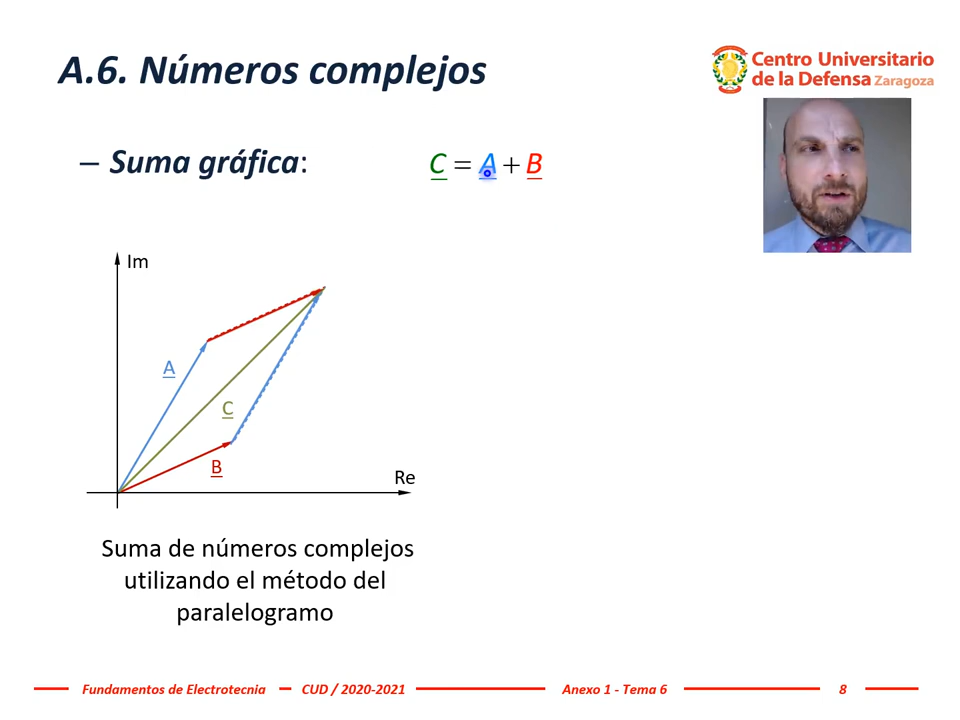 A.6. Números complejos
Centro Universitario
de la Defensa Zaragoza
– Suma gráfica:
C = A + B
Im
A
C
B
Re
Suma de números complejos
utilizando el método del
paralelogramo
Fundamentos de Electrotecnia
CUD / 2020-2021
Anexo 1 - Tema 6
8